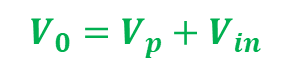 V₀ = Vₚ + Vᵢₙ